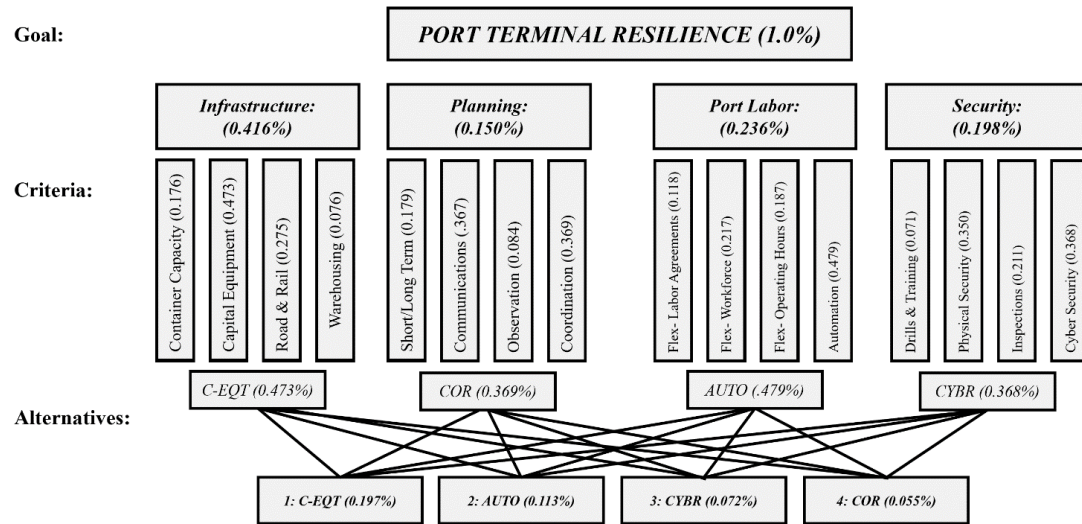 Goal:
PORT TERMINAL RESILIENCE (1.0%)
Infrastructure:
(0.416%)
Planning:
(0.150%)
Port Labor:
(0.236%)
Security:
(0.198%)
Criteria:
Container Capacity (0.176)
Capital Equipment (0.473)
Road & Rail (0.275)
Warehousing (0.076)
Short/Long Term (0.179)
Communications (.367)
Observation (0.084)
Coordination (0.369)
Flex- Labor Agreements (0.118)
Flex- Workforce (0.217)
Flex- Operating Hours (0.187)
Automation (0.479)
Drills & Training (0.071)
Physical Security (0.350)
Inspections (0.211)
Cyber Security (0.368)
C-EQT (0.473%)
COR (0.369%)
AUTO (.479%)
CYBR (0.368%)
Alternatives:
1: C-EQT (0.197%)
2: AUTO (0.113%)
3: CYBR (0.072%)
4: COR (0.055%)